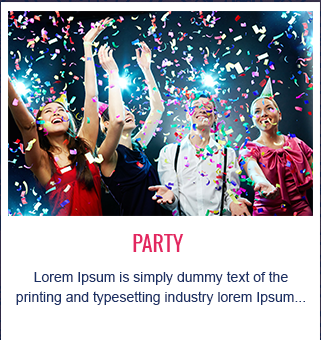 PARTY
Lorem Ipsum is simply dummy text of the
printing and typesetting industry lorem Ipsum...